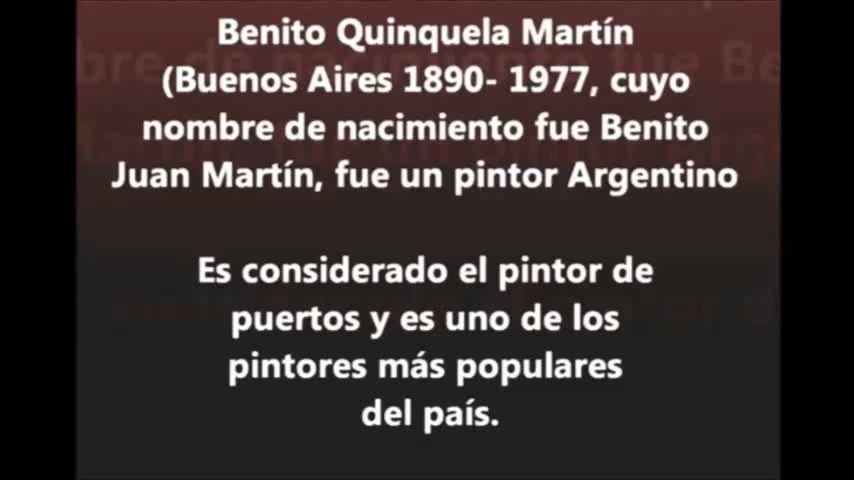 Benito Quinquela Martín
(Buenos Aires 1890- 1977, cuyo
nombre de nacimiento fue Benito
Juan Martín, fue un pintor Argentino
Es considerado el pintor de
puertos y es uno de los
pintores más populares
del país.